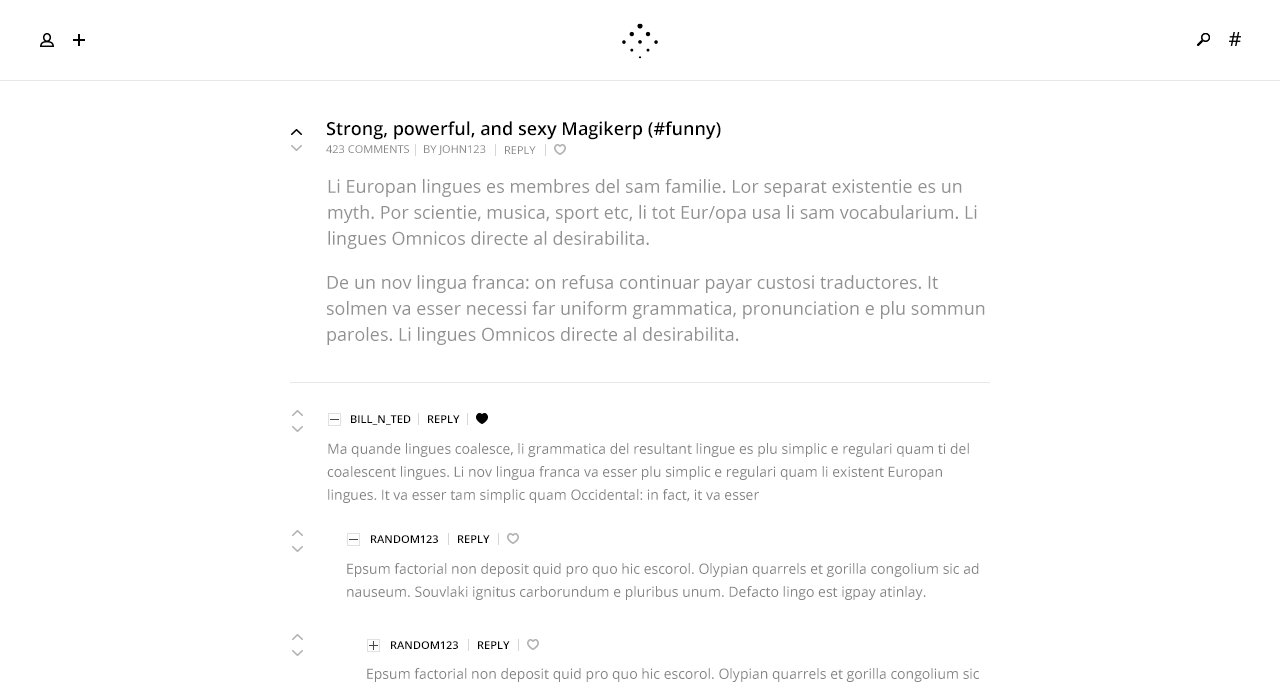 #
Strong, powerful, and sexy Magikerp (#funny)
423 COMMENTS | BY JOHN123 | REPLY |
Li Europan lingues es membres del sam familie. Lor separat existentie es un
myth. Por scientie, musica, sport etc, li tot Eur/opa usa li sam vocabularium. Li
lingues Omnicos directe al desirabilita.
De un nov lingua franca: on refusa continuar payar custosi traductores. It
solmen va esser necessi far uniform grammatica, pronunciation e plu sommun
paroles. Li lingues Omnicos directe al desirabilita.
BILL_N_TED | REPLY |
Ma quande lingues coalesce, li grammatica del resultant lingue es plu simplic e regulari quam ti del
coalescent lingues. Li nov lingua franca va esser plu simplic e regulari quam li existent Europan
lingues. It va esser tam simplic quam Occidental: in fact, it va esser
RANDOM123 | REPLY |
Epsum factorial non deposit quid pro quo hic escorol. Olypian quarrels et gorilla congolium sic ad
nauseum. Souvlaki ignitus carborundum e pluribus unum. Defacto lingo est igpay atinlay.
RANDOM123 | REPLY |
Epsum factorial non deposit quid pro quo hic escorol. Olypian quarrels et gorilla congolium sic